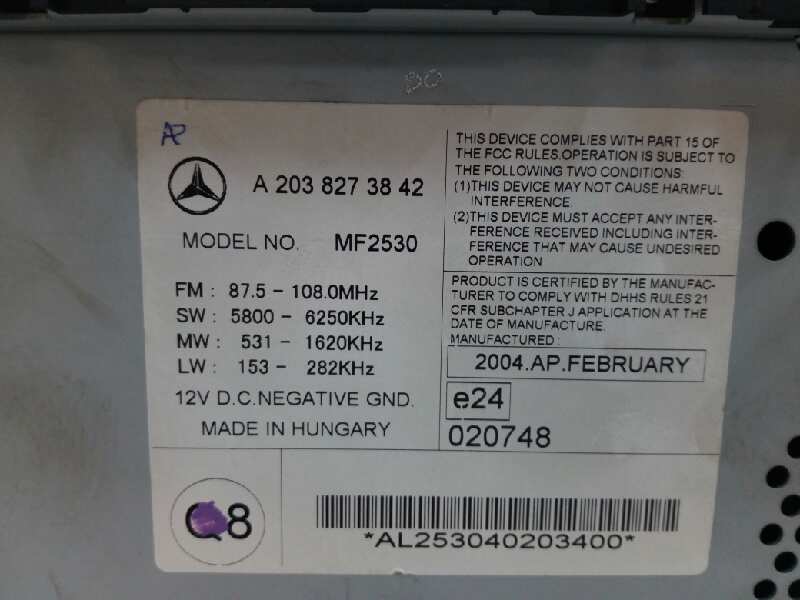 DO
AP
A 203 827 38 42
MODEL NO. MF2530
FM : 87.5 - 108.0MHz
SW : 5800 - 6250KHz
MW : 531 - 1620KHz
LW : 153 - 282KHz
12V D.C.NEGATIVE GND.
MADE IN HUNGARY
THIS DEVICE COMPLIES WITH PART 15 OF
THE FCC RULES.OPERATION IS SUBJECT TO
THE FOLLOWING TWO CONDITIONS:
(1)THIS DEVICE MAY NOT CAUSE HARMFUL
INTERFERENCE.
(2)THIS DEVICE MUST ACCEPT ANY INTER-
FERENCE RECEIVED INCLUDING INTER-
FERENCE THAT MAY CAUSE UNDESIRED
OPERATION
PRODUCT IS CERTIFIED BY THE MANUFAC-
TURER TO COMPLY WITH DHHS RULES 21
CFR SUBCHAPTER J APPLICATION AT THE
DATE OF MANUFACTURE.
MANUFACTURED:
2004.AP.FEBRUARY
e24
020748
Q8
*AL253040203400*